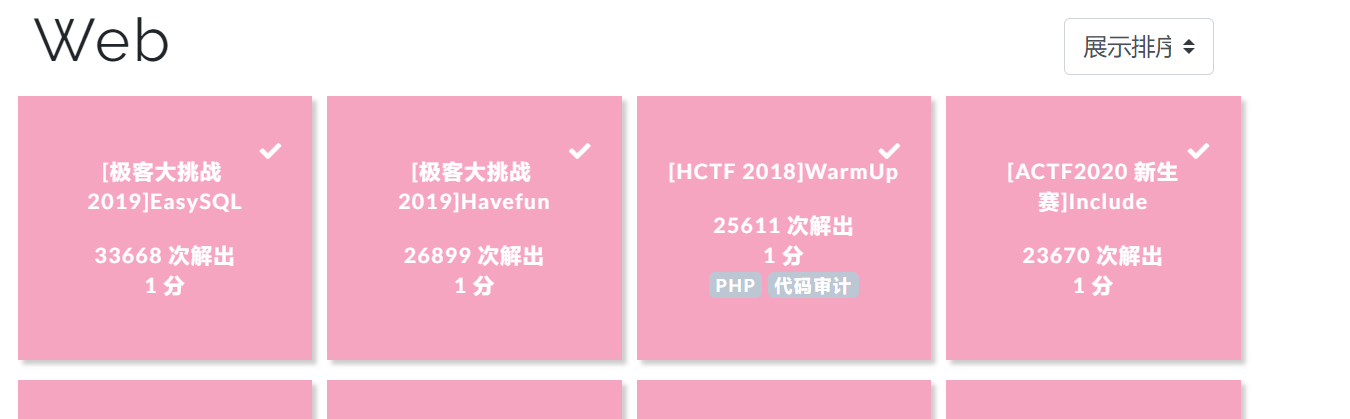 Web
展示排序
[极客大挑战
2019]EasySQL
33668 次解出
1 分
[极客大挑战
2019]Havefun
26899 次解出
1 分
[HCTF 2018]WarmUp
25611 次解出
1 分
PHP 代码审计
[ACTF2020 新生
赛]Include
23670 次解出
1 分